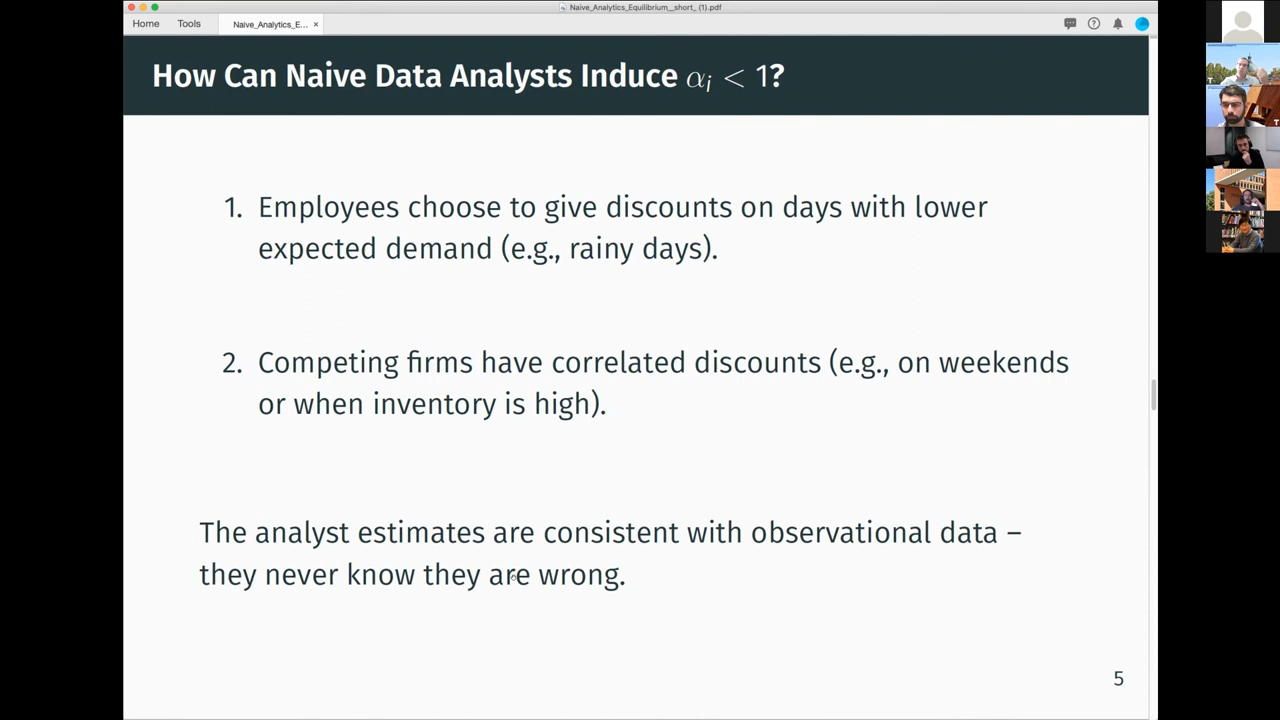 Naive_Analytics_Equilibrium__short_ (1).pdf
Home Tools Naive_Analytics_E... ×
How Can Naive Data Analysts Induce αᵢ < 1?
1. Employees choose to give discounts on days with lower
expected demand (e.g., rainy days).
2. Competing firms have correlated discounts (e.g., on weekends
or when inventory is high).
The analyst estimates are consistent with observational data –
they never know they are wrong.
5